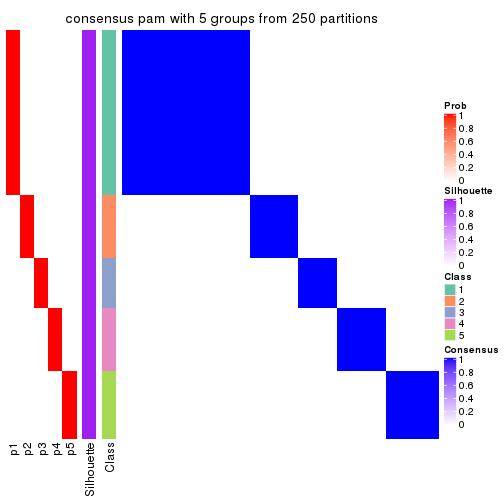 consensus pam with 5 groups from 250 partitions
Prob
1
0.8
0.6
0.4
0.2
0
Silhouette
1
0.8
0.6
0.4
0.2
0
Class
1
2
3
4
5
Consensus
1
0.8
0.6
0.4
0.2
0
p1
p2
p3
p4
p5
Silhouette
Class